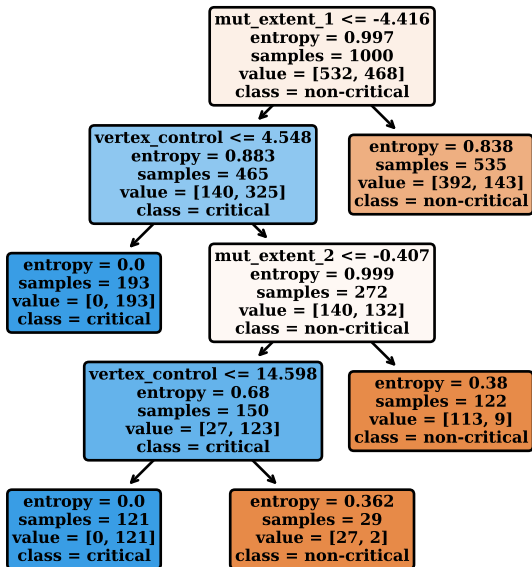 mut_extent_1 <= -4.416
entropy = 0.997
samples = 1000
value = [532, 468]
class = non-critical
vertex_control <= 4.548
entropy = 0.883
samples = 465
value = [140, 325]
class = critical
entropy = 0.838
samples = 535
value = [392, 143]
class = non-critical
entropy = 0.0
samples = 193
value = [0, 193]
class = critical
mut_extent_2 <= -0.407
entropy = 0.999
samples = 272
value = [140, 132]
class = non-critical
vertex_control <= 14.598
entropy = 0.68
samples = 150
value = [27, 123]
class = critical
entropy = 0.38
samples = 122
value = [113, 9]
class = non-critical
entropy = 0.0
samples = 121
value = [0, 121]
class = critical
entropy = 0.362
samples = 29
value = [27, 2]
class = non-critical